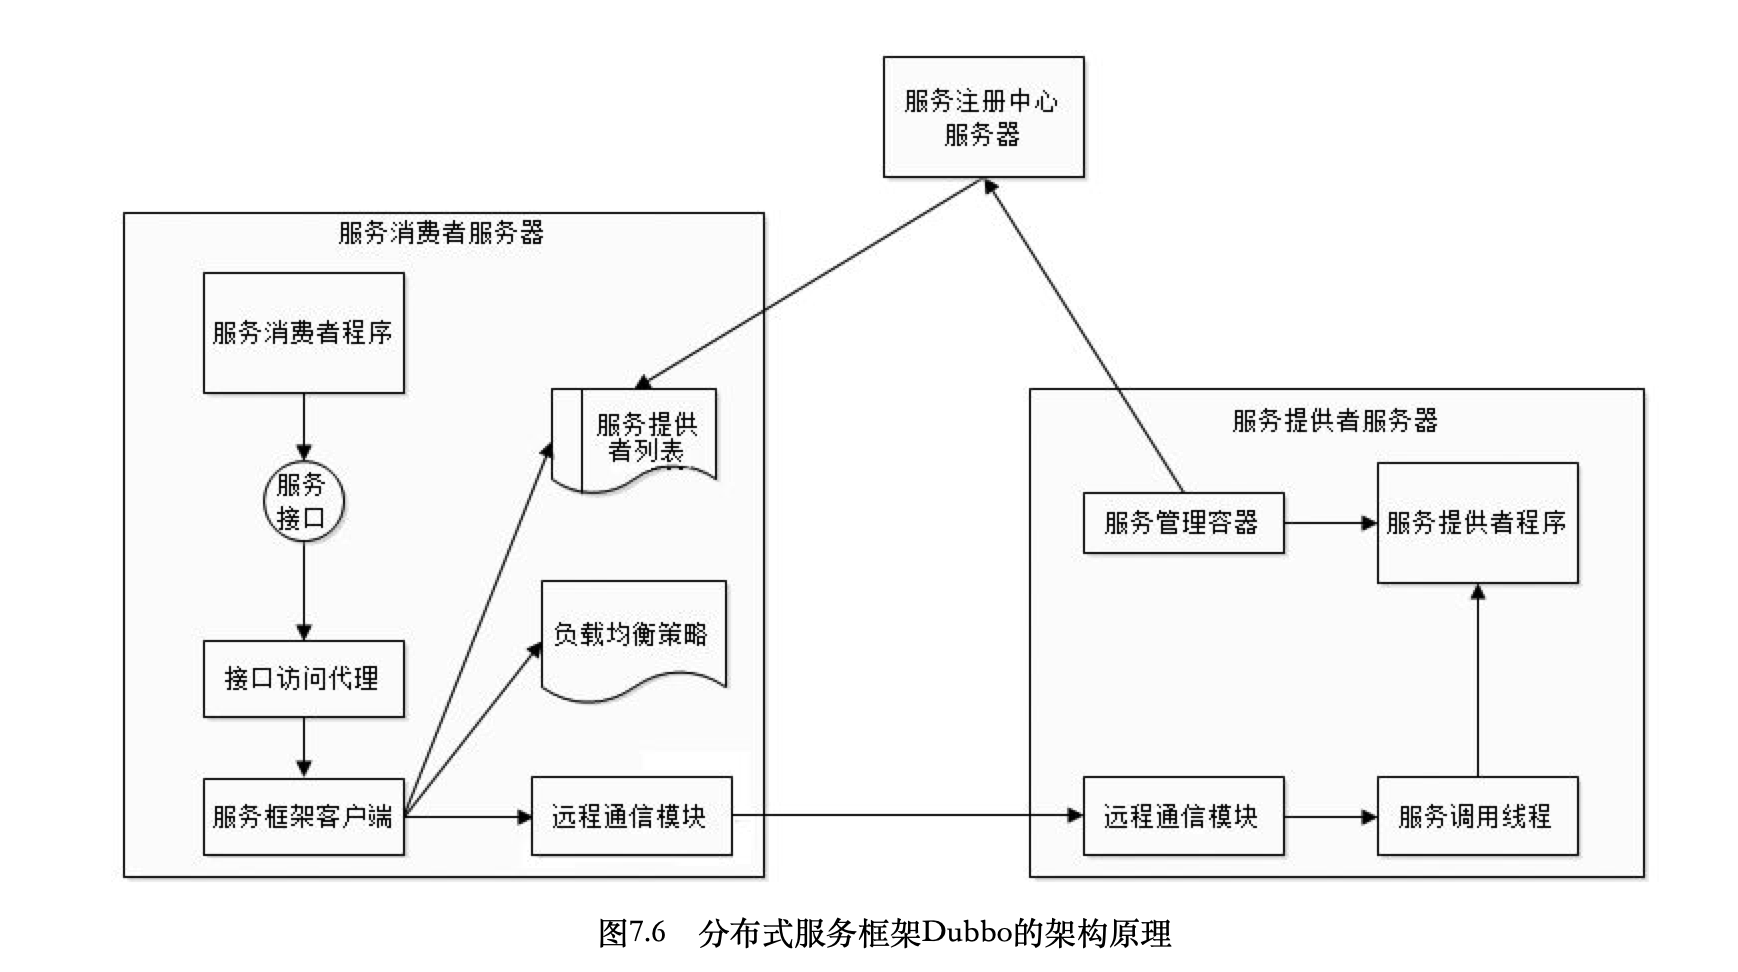 服务注册中心
服务器
服务消费者服务器
服务消费者程序
服务提供
者列表
服务提供者服务器
服务
接口
服务管理容器
服务提供者程序
负载均衡策略
接口访问代理
服务框架客户端
远程通信模块
远程通信模块
服务调用线程
图7.6 分布式服务框架Dubbo的架构原理